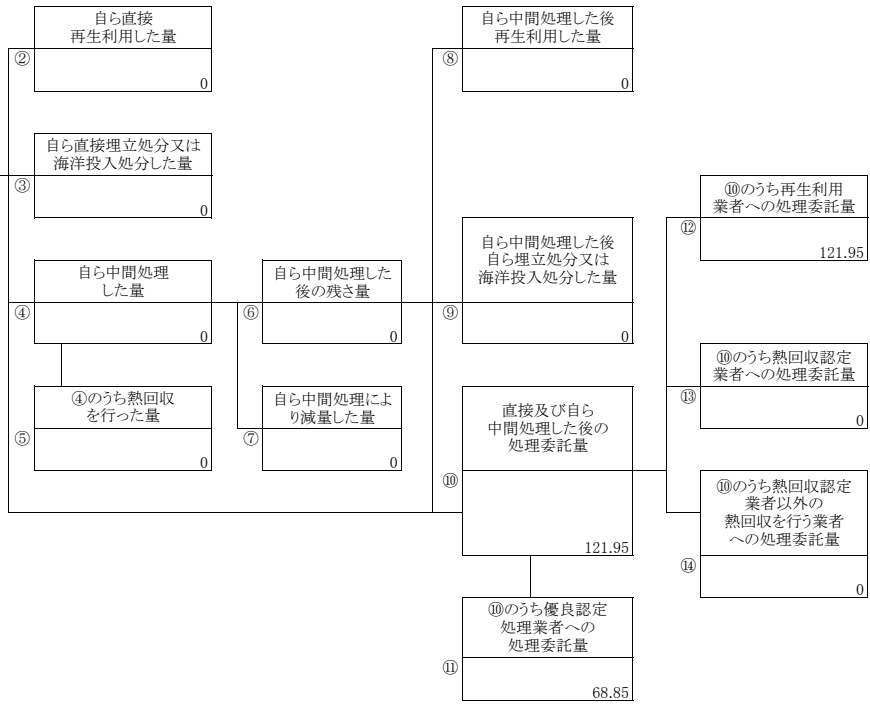 自ら直接
再生利用した量
②
0
自ら直接埋立処分又は
海洋投入処分した量
③
0
自ら中間処理
した量
④
0
④のうち熱回収
を行った量
⑤
0
自ら中間処理した
後の残さ量
⑥
0
自ら中間処理によ
り減量した量
⑦
0
自ら中間処理した後
再生利用した量
⑧
0
自ら中間処理した後
自ら埋立処分又は
海洋投入処分した量
⑨
0
直接及び自ら
中間処理した後の
処理委託量
⑩
121.95
⑩のうち優良認定
処理業者への
処理委託量
⑪
68.85
⑩のうち再生利用
業者への処理委託量
⑫
121.95
⑩のうち熱回収認定
業者への処理委託量
⑬
0
⑩のうち熱回収認定
業者以外の
熱回収を行う業者
への処理委託量
⑭
0